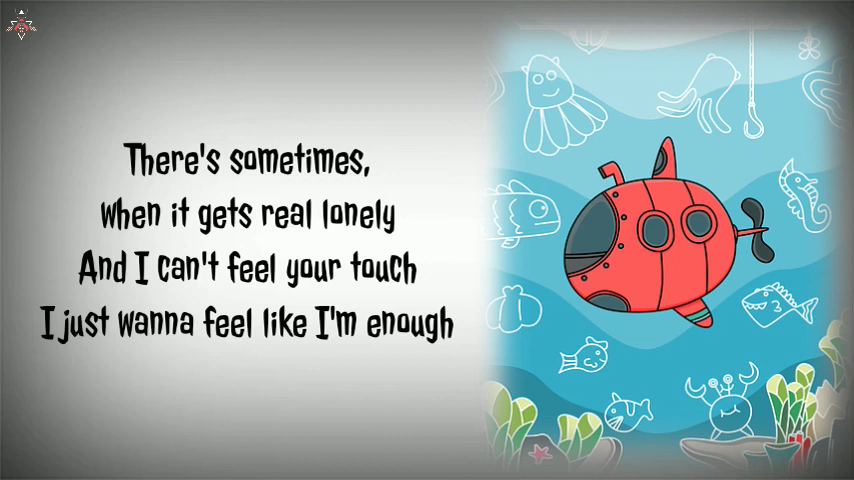 There's sometimes,
when it gets real lonely
And I can't feel your touch
I just wanna feel like I'm enough